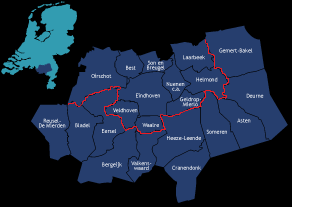 Gemert-Bakel
Laarbeek
Son en
Breugel
Best
Oirschot
Nuenen
c.a.
Helmond
Eindhoven
Deurne
Geldrop-
Mierlo
Veldhoven
Reusel-
De Mierden
Bladel
Eersel
Waalre
Asten
Someren
Heeze-Leende
Bergeijk
Valkens-
waard
Cranendonk